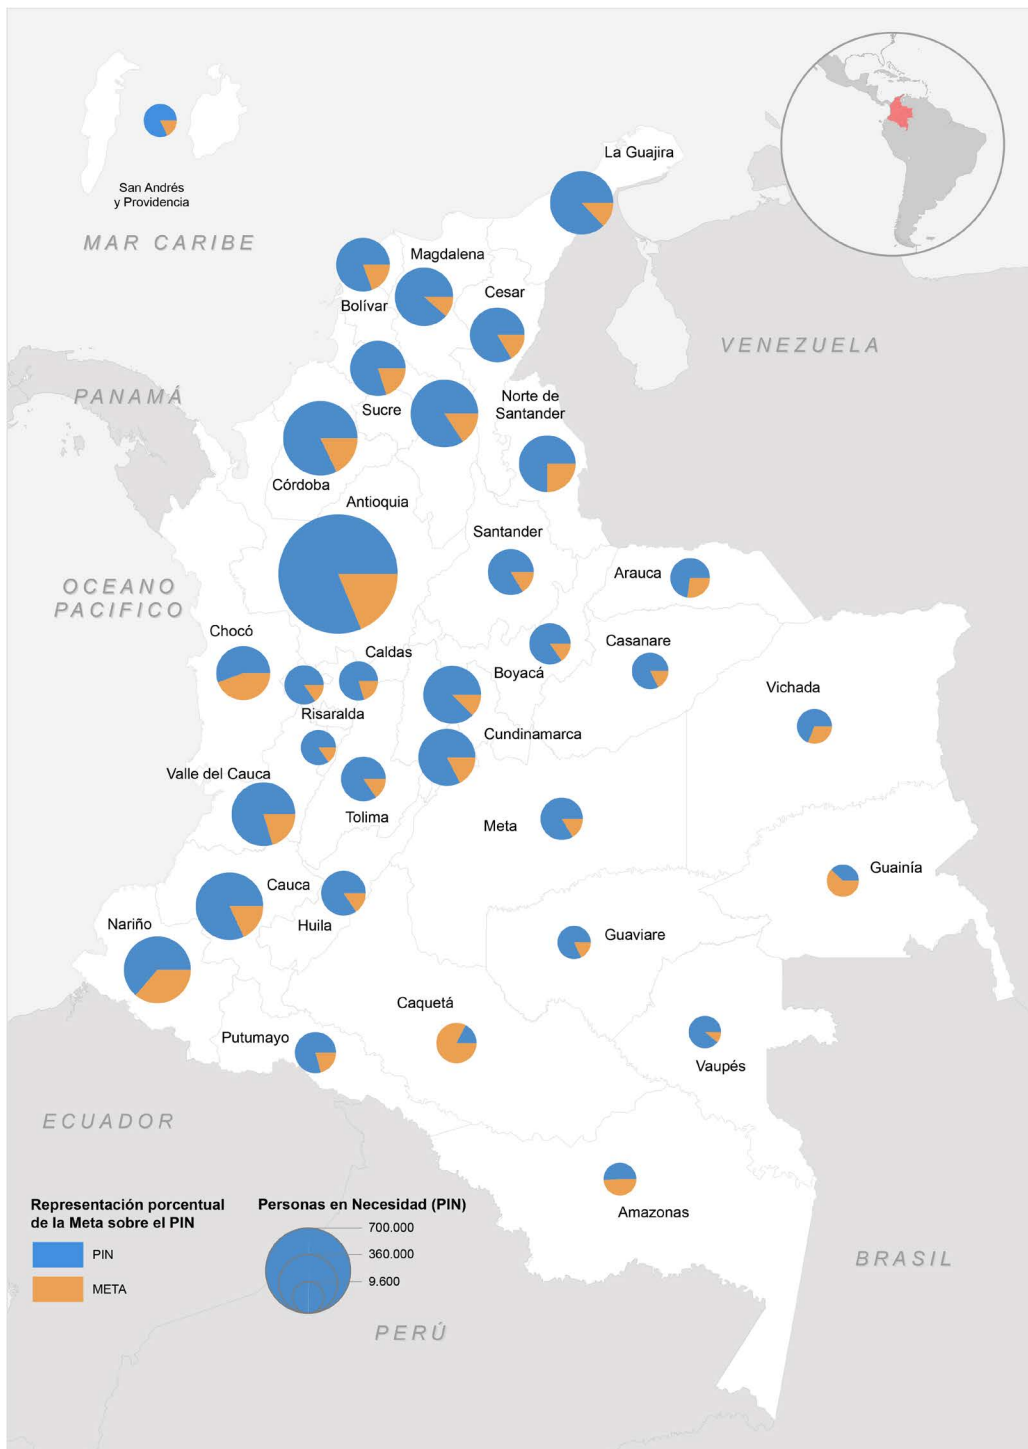 La Guajira
San Andrés
y Providencia
MAR CARIBE
Magdalena
Bolívar
Cesar
VENEZUELA
PANAMÁ
Sucre
Norte de
Santander
Córdoba
Antioquia
Santander
Arauca
OCEANO
PACIFICO
Chocó
Caldas
Boyacá
Casanare
Vichada
Risaralda
Cundinamarca
Valle del Cauca
Tolima
Meta
Guainía
Cauca
Huila
Nariño
Guaviare
Caquetá
Putumayo
Vaupés
ECUADOR
Amazonas
BRASIL
PERÚ
Representación porcentual
de la Meta sobre el PIN
PIN
META
Personas en Necesidad (PIN)
700.000
360.000
9.600